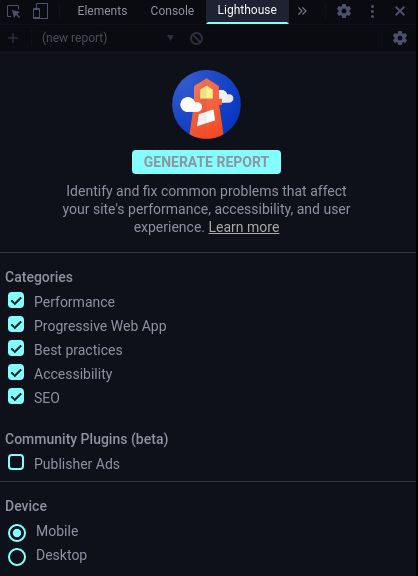 Elements Console Lighthouse
(new report)
GENERATE REPORT
Identify and fix common problems that affect
your site's performance, accessibility, and user
experience. Learn more
Categories
Performance
Progressive Web App
Best practices
Accessibility
SEO
Community Plugins (beta)
Publisher Ads
Device
Mobile
Desktop